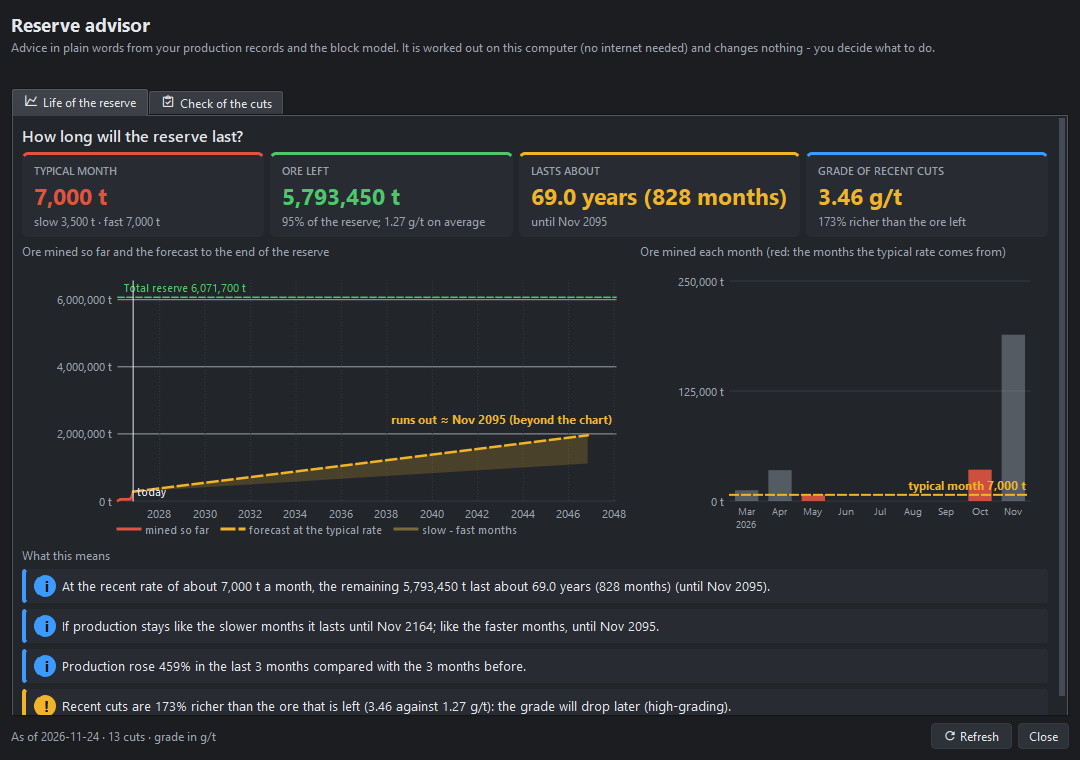 Reserve advisor
Advice in plain words from your production records and the block model. It is worked out on this computer (no internet needed) and changes nothing - you decide what to do.
Life of the reserve
Check of the cuts
How long will the reserve last?
TYPICAL MONTH
7,000 t
slow 3,500 t · fast 7,000 t
ORE LEFT
5,793,450 t
95% of the reserve; 1.27 g/t on average
LASTS ABOUT
69.0 years (828 months)
until Nov 2095
GRADE OF RECENT CUTS
3.46 g/t
173% richer than the ore left
Ore mined so far and the forecast to the end of the reserve
Total reserve 6,071,700 t
6,000,000 t
4,000,000 t
runs out ≈ Nov 2095 (beyond the chart)
2,000,000 t
today
0 t
2028 2030 2032 2034 2036 2038 2040 2042 2044 2046 2048
mined so far forecast at the typical rate slow - fast months
Ore mined each month (red: the months the typical rate comes from)
250,000 t
125,000 t
typical month 7,000 t
0 t
Mar Apr May Jun Jul Aug Sep Oct Nov
2026
What this means
At the recent rate of about 7,000 t a month, the remaining 5,793,450 t last about 69.0 years (828 months) (until Nov 2095).
If production stays like the slower months it lasts until Nov 2164; like the faster months, until Nov 2095.
Production rose 459% in the last 3 months compared with the 3 months before.
Recent cuts are 173% richer than the ore that is left (3.46 against 1.27 g/t): the grade will drop later (high-grading).
As of 2026-11-24 · 13 cuts · grade in g/t
Refresh
Close